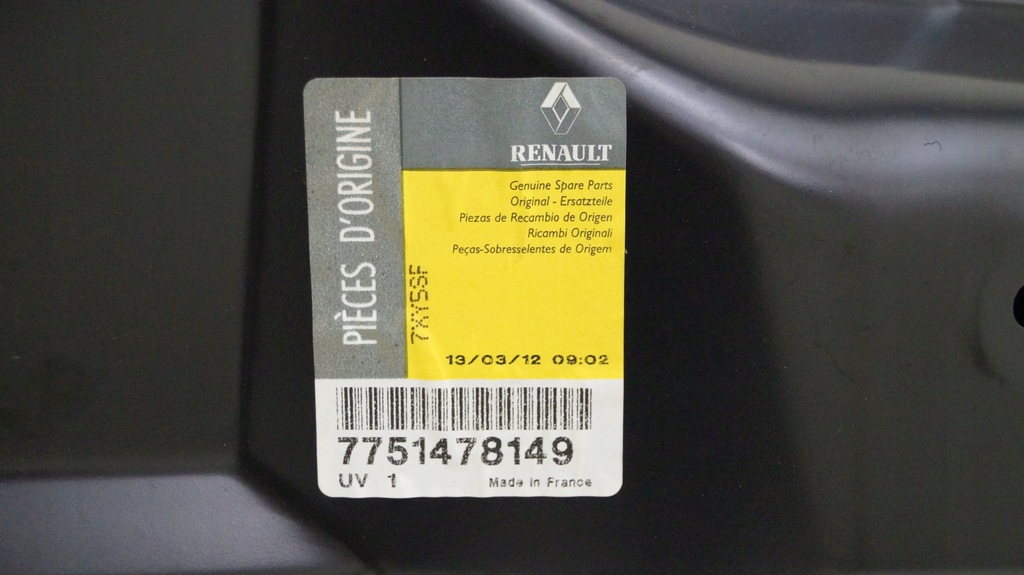 PIÈCES D'ORIGINE
RENAULT
Genuine Spare Parts
Original - Ersatzteile
Piezas de Recambio de Origen
Ricambi Originali
Peças-Sobresselentes de Origem
7XY58F
13/03/12 09:02
7751478149
UV 1 Made in France